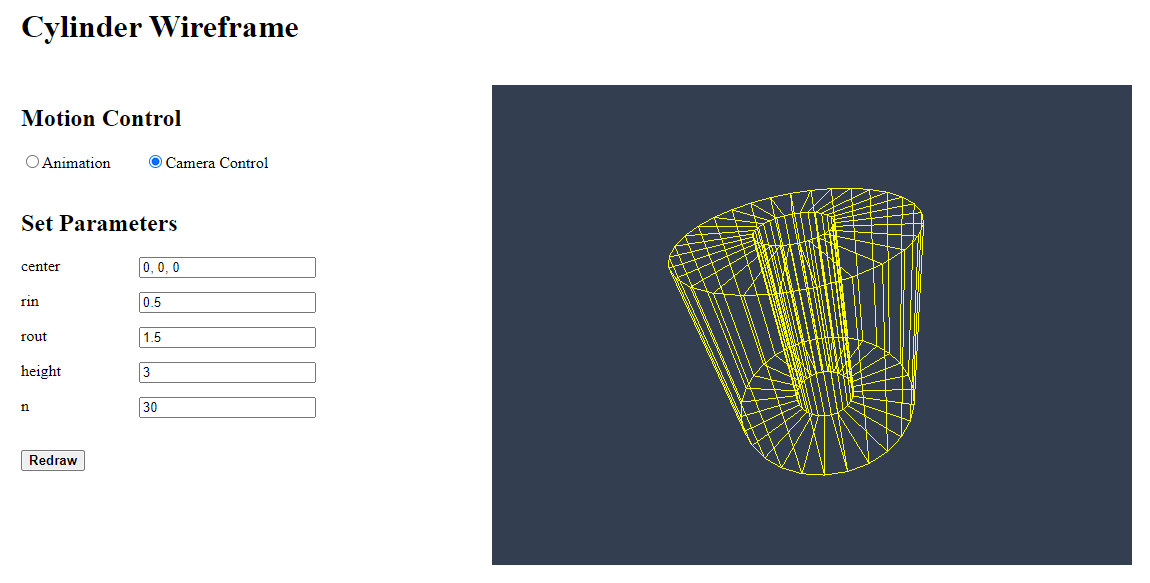 Cylinder Wireframe
Motion Control
Animation Camera Control
Set Parameters
center 0, 0, 0
rin 0.5
rout 1.5
height 3
n 30
Redraw